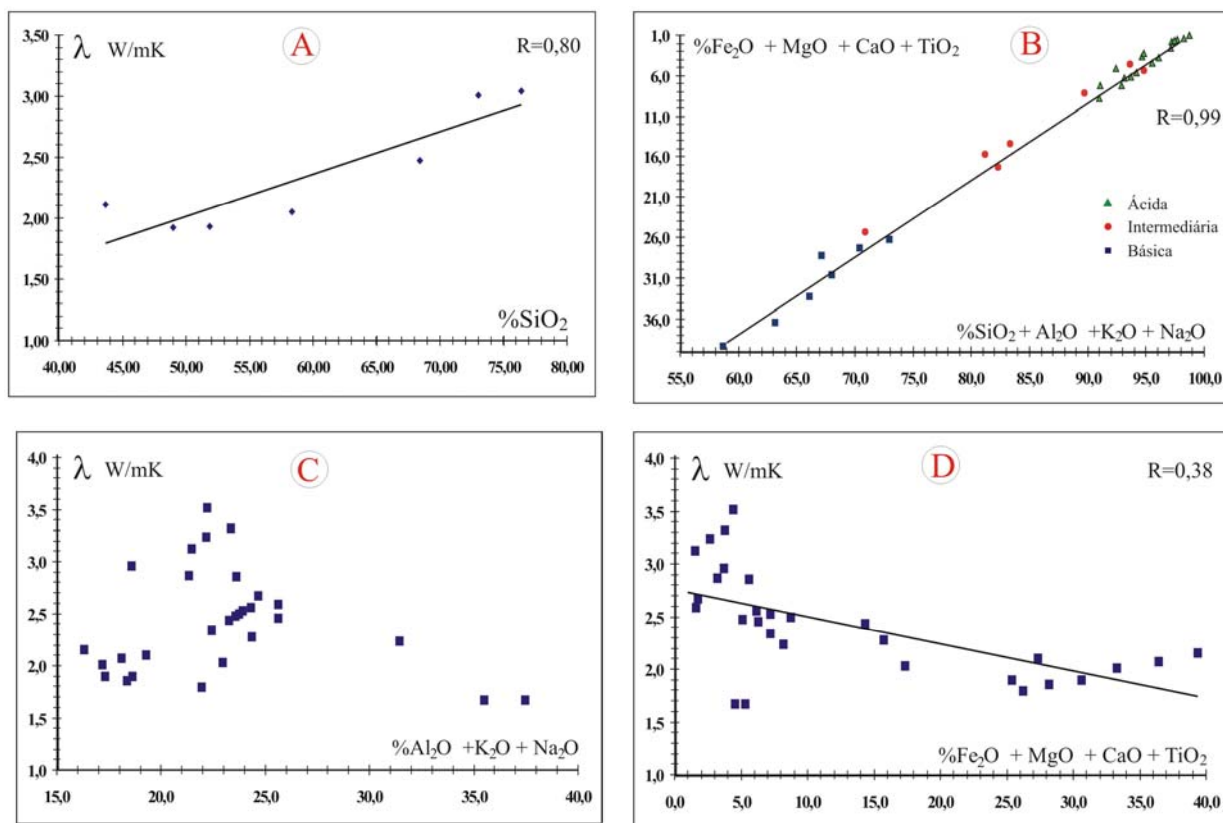 λ W/mK
A
R=0,80
3,50
3,00
2,50
2,00
1,50
1,00
%SiO₂
40,00 45,00 50,00 55,00 60,00 65,00 70,00 75,00 80,00
%Fe₂O + MgO + CaO + TiO₂
B
R=0,99
1,0
6,0
11,0
16,0
21,0
26,0
31,0
36,0
Ácida
Intermediária
Básica
%SiO₂ + Al₂O + K₂O + Na₂O
55,0 60,0 65,0 70,0 75,0 80,0 85,0 90,0 95,0 100,0
λ W/mK
C
4,0
3,5
3,0
2,5
2,0
1,5
1,0
%Al₂O +K₂O + Na₂O
15,0 20,0 25,0 30,0 35,0 40,0
λ W/mK
D
R=0,38
4,0
3,5
3,0
2,5
2,0
1,5
1,0
%Fe₂O + MgO + CaO + TiO₂
0,0 5,0 10,0 15,0 20,0 25,0 30,0 35,0 40,0